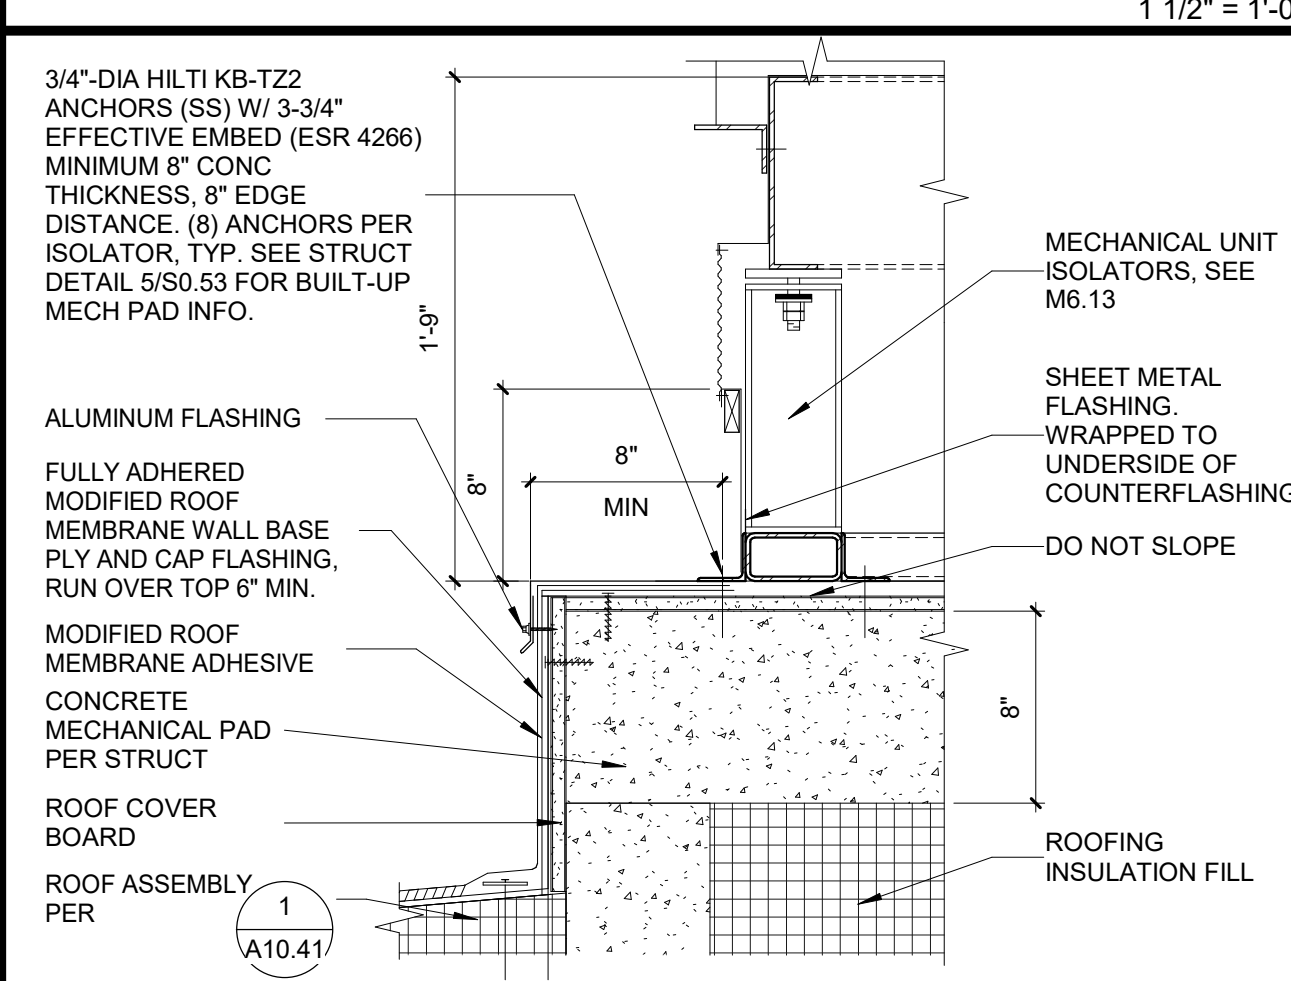 1 1/2" = 1'-0
3/4"-DIA HILTI KB-TZ2
ANCHORS (SS) W/ 3-3/4"
EFFECTIVE EMBED (ESR 4266)
MINIMUM 8" CONC
THICKNESS, 8" EDGE
DISTANCE. (8) ANCHORS PER
ISOLATOR, TYP. SEE STRUCT
DETAIL 5/S0.53 FOR BUILT-UP
MECH PAD INFO.
ALUMINUM FLASHING
FULLY ADHERED
MODIFIED ROOF
MEMBRANE WALL BASE
PLY AND CAP FLASHING,
RUN OVER TOP 6" MIN.
MODIFIED ROOF
MEMBRANE ADHESIVE
CONCRETE
MECHANICAL PAD
PER STRUCT
ROOF COVER
BOARD
ROOF ASSEMBLY
PER
1
A10.41
1'-9"
8"
8"
MIN
MECHANICAL UNIT
ISOLATORS, SEE
M6.13
SHEET METAL
FLASHING.
WRAPPED TO
UNDERSIDE OF
COUNTERFLASHING
DO NOT SLOPE
8"
ROOFING
INSULATION FILL